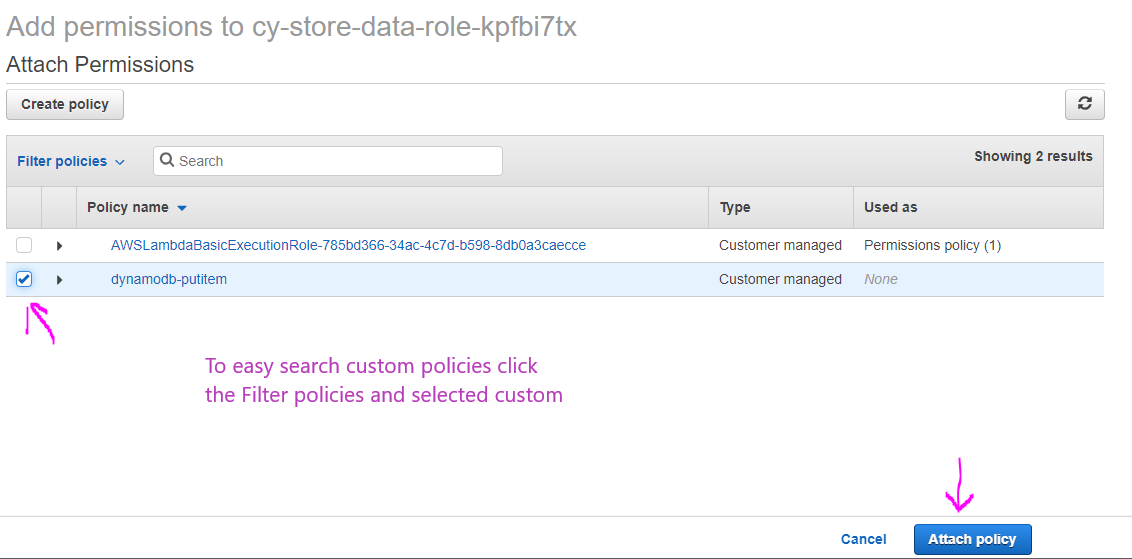 Add permissions to cy-store-data-role-kpfbi7tx
Attach Permissions
Create policy
Filter policies Search Showing 2 results
Policy name Type Used as
AWSLambdaBasicExecutionRole-785bd366-34ac-4c7d-b598-8db0a3caecce Customer managed Permissions policy (1)
dynamodb-putitem Customer managed None
To easy search custom policies click
the Filter policies and selected custom
Cancel Attach policy